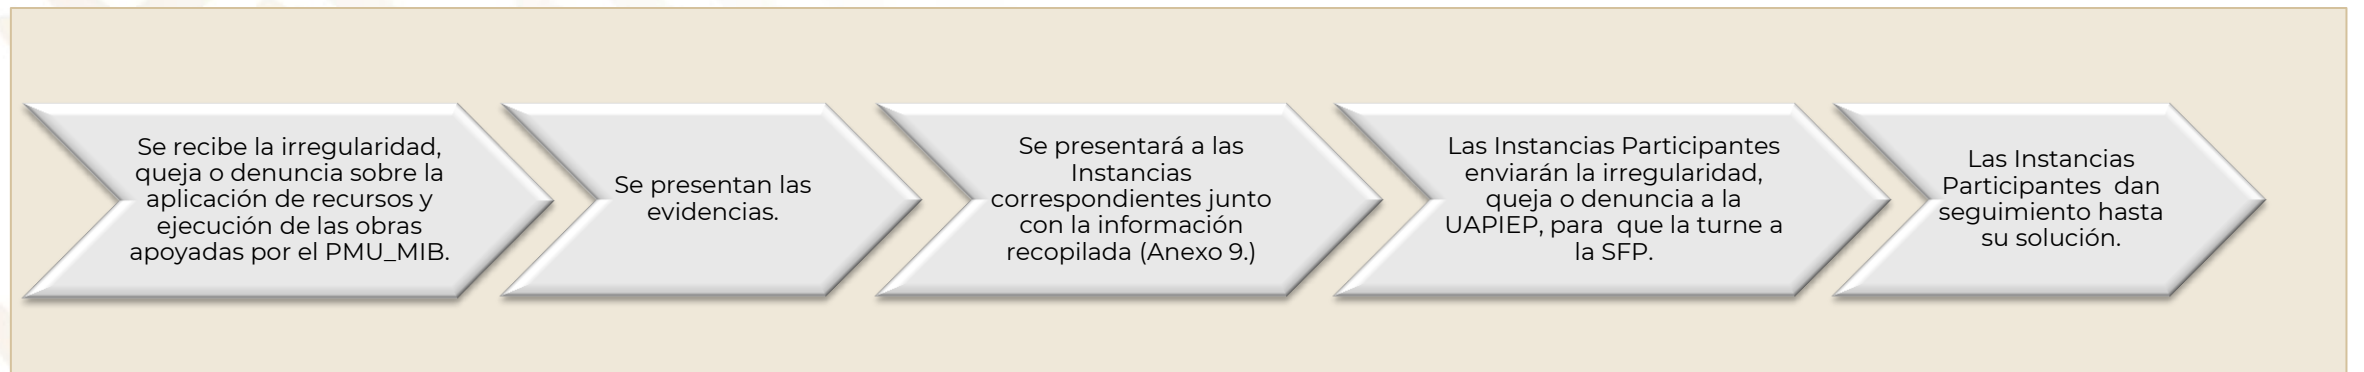 Se recibe la irregularidad,
queja o denuncia sobre la
aplicación de recursos y
ejecución de las obras
apoyadas por el PMU_MIB.
Se presentan las
evidencias.
Se presentará a las
Instancias
correspondientes junto
con la información
recopilada (Anexo 9.)
Las Instancias Participantes
enviarán la irregularidad,
queja o denuncia a la
UAPIEP, para  que la turne a
la SFP.
Las Instancias
Participantes  dan
seguimiento hasta
su solución.